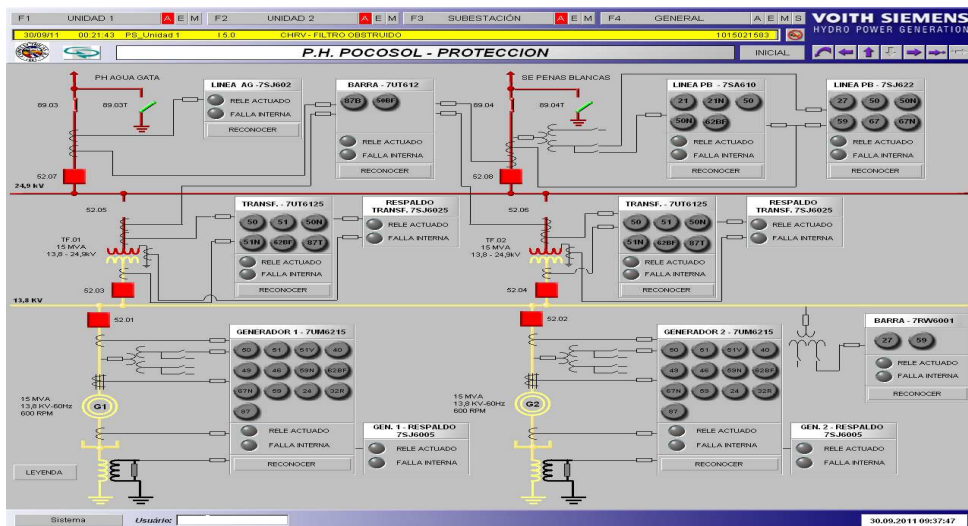 F1 UNIDAD 1 A E M F2 UNIDAD 2 A E M F3 SUBESTACIÓN A E M F4 GENERAL A E M S
VOITH SIEMENS
HYDRO POWER GENERATION
30/09/11 00:21:43 PS_Unidad 1 I5.0 CHRV - FILTRO OBSTRUIDO 1015021583
P.H. POCOSOL - PROTECCION
INICIAL
PH AGUA GATA
89.03
89.03T
LINEA AG -7SJ602
RELE ACTUADO
FALLA INTERNA
RECONOCER
BARRA - 7UT612
87B 59BF
RELE ACTUADO
FALLA INTERNA
RECONOCER
SE PENAS BLANCAS
89.04
89.04T
LINEA PB - 7SA610
21 21N 50
50N 62BF
RELE ACTUADO
FALLA INTERNA
RECONOCER
LINEA PB - 7SJ622
27 50 50N
59 67 67N
RELE ACTUADO
FALLA INTERNA
RECONOCER
52.07
52.08
24,9 kV
52.05
TF.01
15 MVA
13,8 - 24,9kV
TRANSF. - 7UT6125
50 51 50N
51N 62BF 87T
RELE ACTUADO
FALLA INTERNA
RECONOCER
RESPALDO
TRANSF. 7SJ6025
RELE ACTUADO
FALLA INTERNA
52.06
TF.02
15 MVA
13,8 - 24,9kV
TRANSF. - 7UT6125
50 51 50N
51N 62BF 87T
RELE ACTUADO
FALLA INTERNA
RECONOCER
RESPALDO
TRANSF. 7SJ6025
RELE ACTUADO
FALLA INTERNA
52.03
52.04
13,8 KV
52.01
52.02
15 MVA
13,8 KV-60Hz
600 RPM
G1
GENERADOR 1 - 7UM6215
50 51 51V 40
49 46 59N 62BF
67N 59 24 32R
87
RELE ACTUADO
FALLA INTERNA
RECONOCER
GEN. 1 - RESPALDO
7SJ6005
RELE ACTUADO
FALLA INTERNA
15 MVA
13,8 KV-60Hz
600 RPM
G2
GENERADOR 2 - 7UM6215
50 51 51V 40
49 46 59N 62BF
67N 59 24 32R
87
RELE ACTUADO
FALLA INTERNA
RECONOCER
GEN. 2 - RESPALDO
7SJ6005
RELE ACTUADO
FALLA INTERNA
BARRA - 7RW6001
27 59
RELE ACTUADO
FALLA INTERNA
RECONOCER
LEYENDA
Sistema Usuário: 30.09.2011 09:37:47